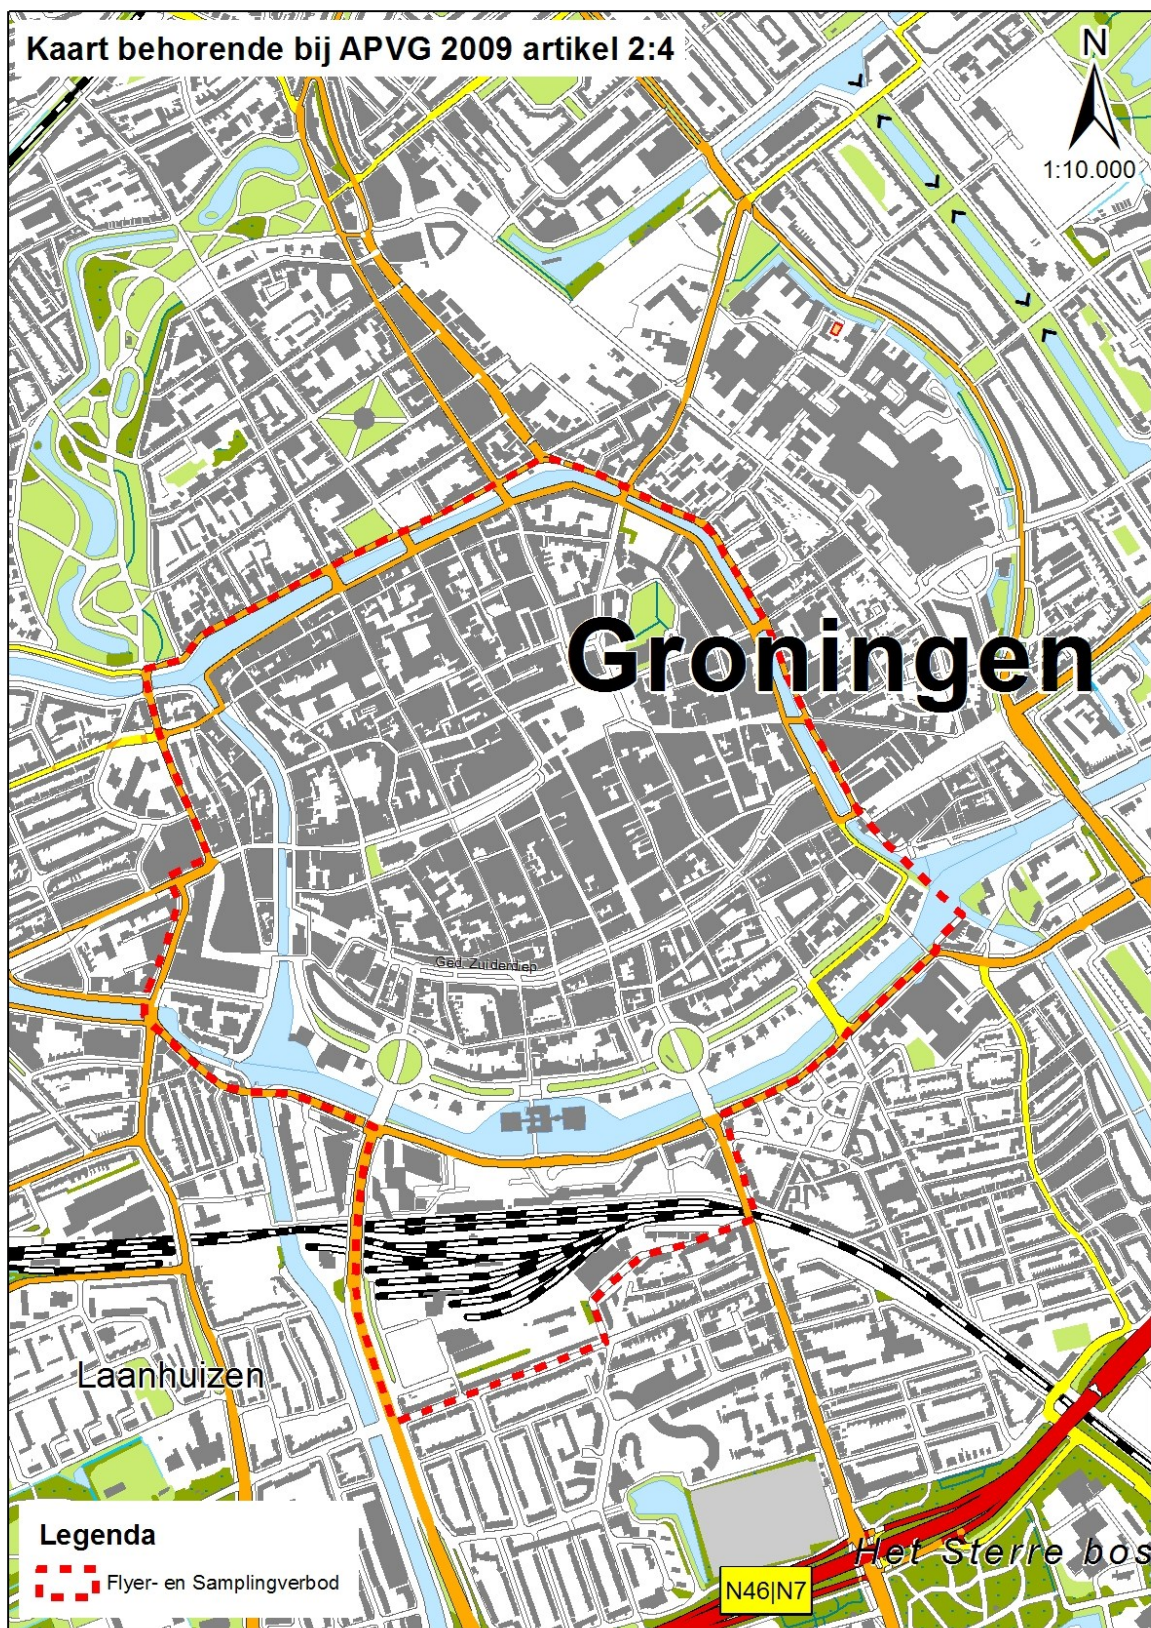 Kaart behorende bij APVG 2009 artikel 2:4
N
1:10.000
Groningen
Ged. Zuiderdiep
Laanhuizen
Legenda
Flyer- en Samplingverbod
Het Sterre bos
N46|N7